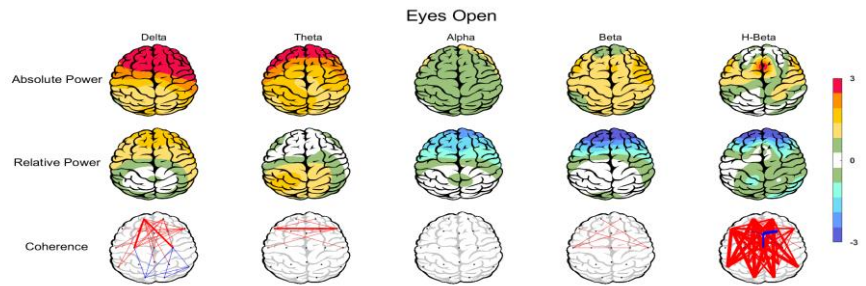 Eyes Open
Delta Theta Alpha Beta H-Beta
Absolute Power
3
Relative Power
0
Coherence
-3